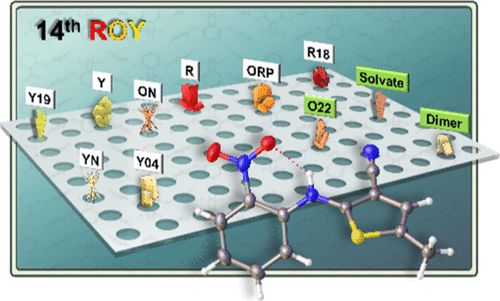 14th ROY
R18
Solvate
R
ORP
Y
ON
Y19
O22
Dimer
YN
Y04